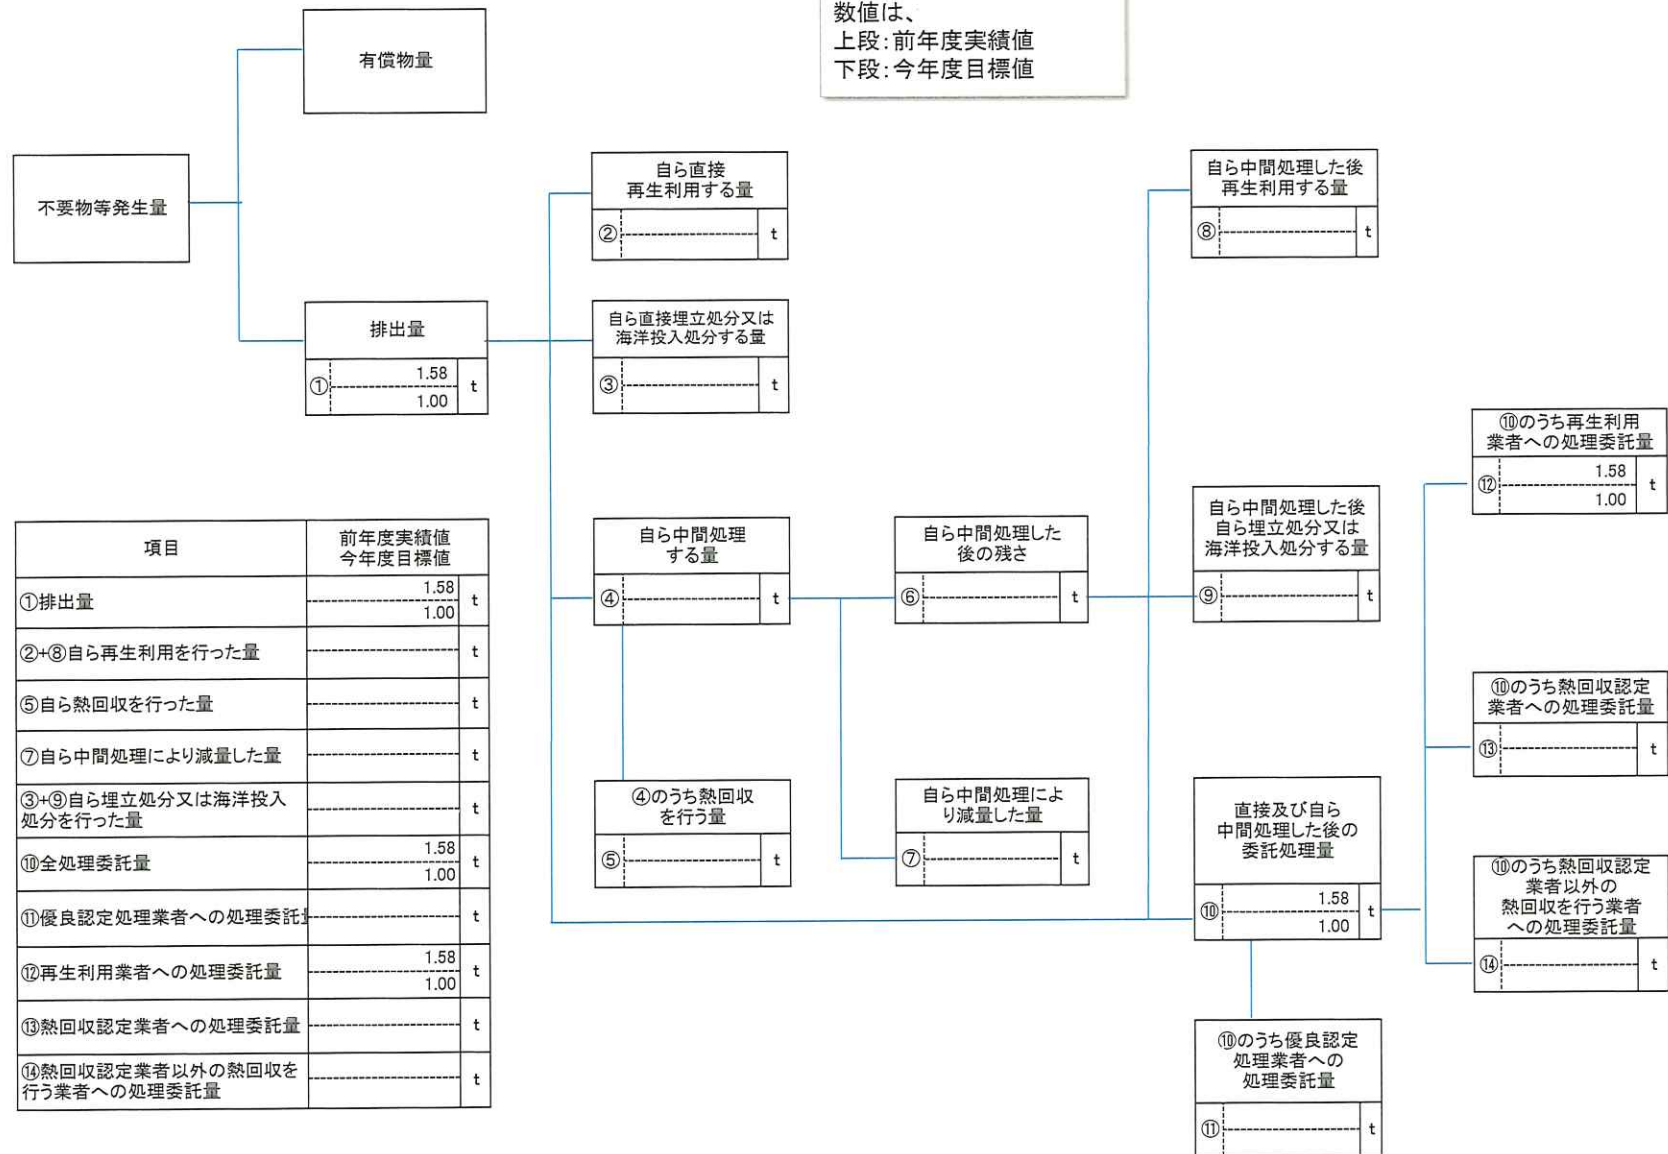 数値は、
上段：前年度実績値
下段：今年度目標値
有償物量
不要物等発生量
排出量
① 1.58 t
1.00
自ら直接
再生利用する量
② t
自ら直接埋立処分又は
海洋投入処分する量
③ t
自ら中間処理
する量
④ t
④のうち熱回収
を行う量
⑤ t
自ら中間処理した
後の残さ
⑥ t
自ら中間処理によ
り減量した量
⑦ t
自ら中間処理した後
再生利用する量
⑧ t
自ら中間処理した後
自ら埋立処分又は
海洋投入処分する量
⑨ t
直接及び自ら
中間処理した後の
委託処理量
⑩ 1.58 t
1.00
⑩のうち優良認定
処理業者への
処理委託量
⑪ t
⑩のうち再生利用
業者への処理委託量
⑫ 1.58 t
1.00
⑩のうち熱回収認定
業者への処理委託量
⑬ t
⑩のうち熱回収認定
業者以外の
熱回収を行う業者
への処理委託量
⑭ t
項目 前年度実績値
今年度目標値
①排出量 1.58 t
1.00
②+⑧自ら再生利用を行った量 t
⑤自ら熱回収を行った量 t
⑦自ら中間処理により減量した量 t
③+⑨自ら埋立処分又は海洋投入
処分を行った量 t
⑩全処理委託量 1.58 t
1.00
⑪優良認定処理業者への処理委託 t
⑫再生利用業者への処理委託量 1.58 t
1.00
⑬熱回収認定業者への処理委託量 t
⑭熱回収認定業者以外の熱回収を
行う業者への処理委託量 t